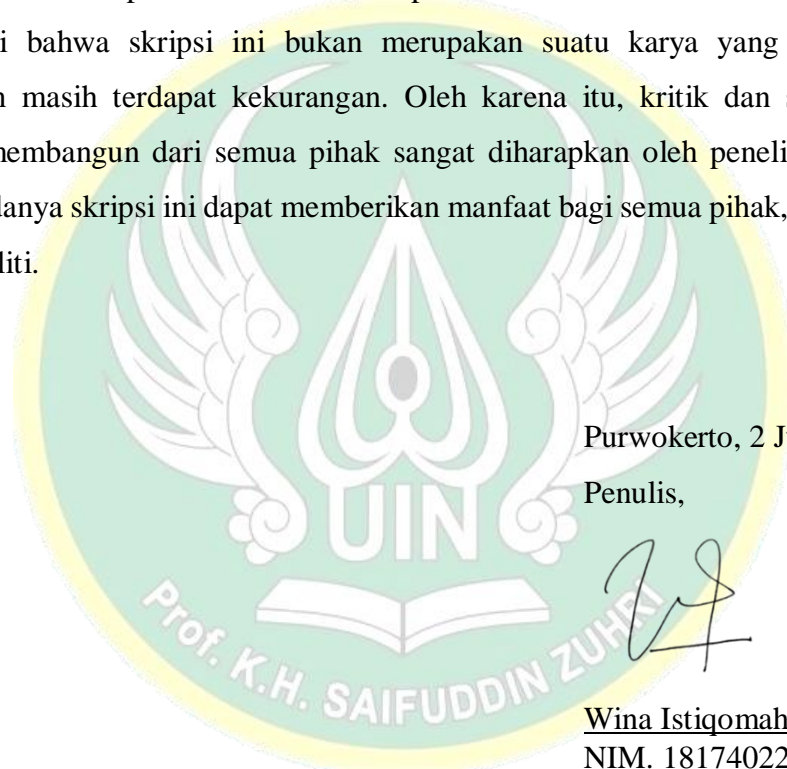 i bahwa skripsi ini bukan merupakan suatu karya yang
masih terdapat kekurangan. Oleh karena itu, kritik dan
membangun dari semua pihak sangat diharapkan oleh peneli
danya skripsi ini dapat memberikan manfaat bagi semua pihak,
liti.
Purwokerto, 2 J
Penulis,
UIN
Prof. K.H. SAIFUDDIN ZUHRI
Wina Istiqomah
NIM. 18174022